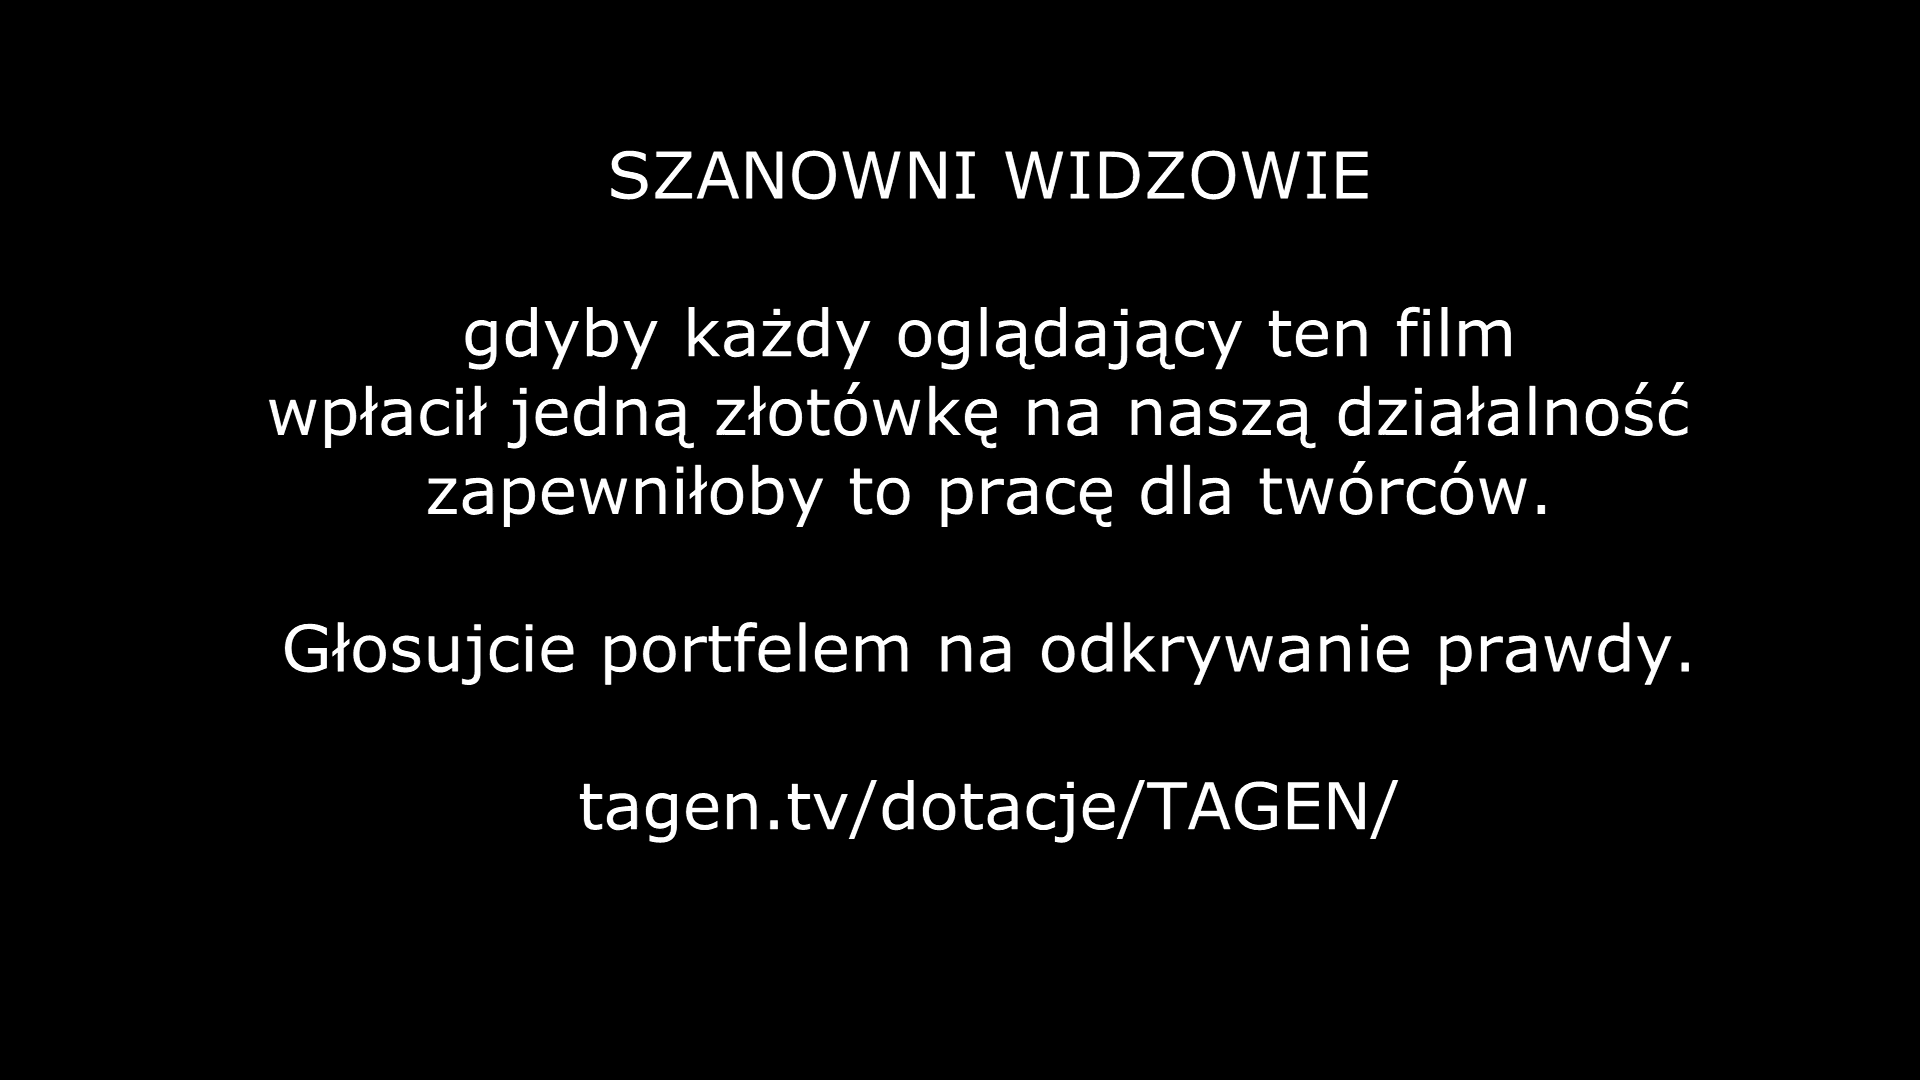 SZANOWNI WIDZOWIE
gdyby każdy oglądający ten film
wpłacił jedną złotówkę na naszą działalność
zapewniłoby to pracę dla twórców.
Głosujcie portfelem na odkrywanie prawdy.
tagen.tv/dotacje/TAGEN/